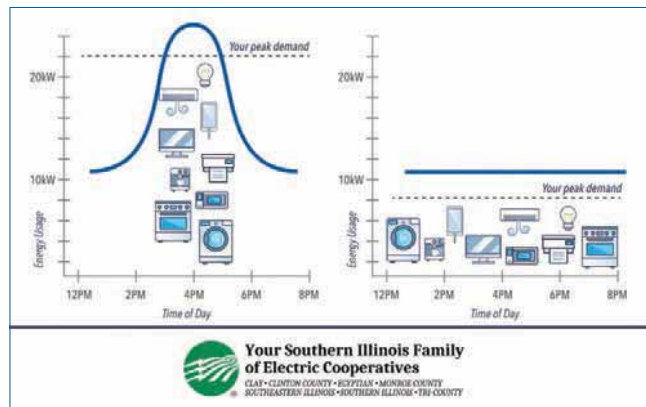 Your peak demand
20kW
10kW
Energy Usage
12PM 2PM 4PM 6PM 8PM
Time of Day
20kW
10kW
Your peak demand
Energy Usage
12PM 2PM 4PM 6PM 8PM
Time of Day
Your Southern Illinois Family
of Electric Cooperatives
CLAY • CLINTON COUNTY • EGYPTIAN • MONROE COUNTY
SOUTHEASTERN ILLINOIS • SOUTHERN ILLINOIS • TRI-COUNTY
®